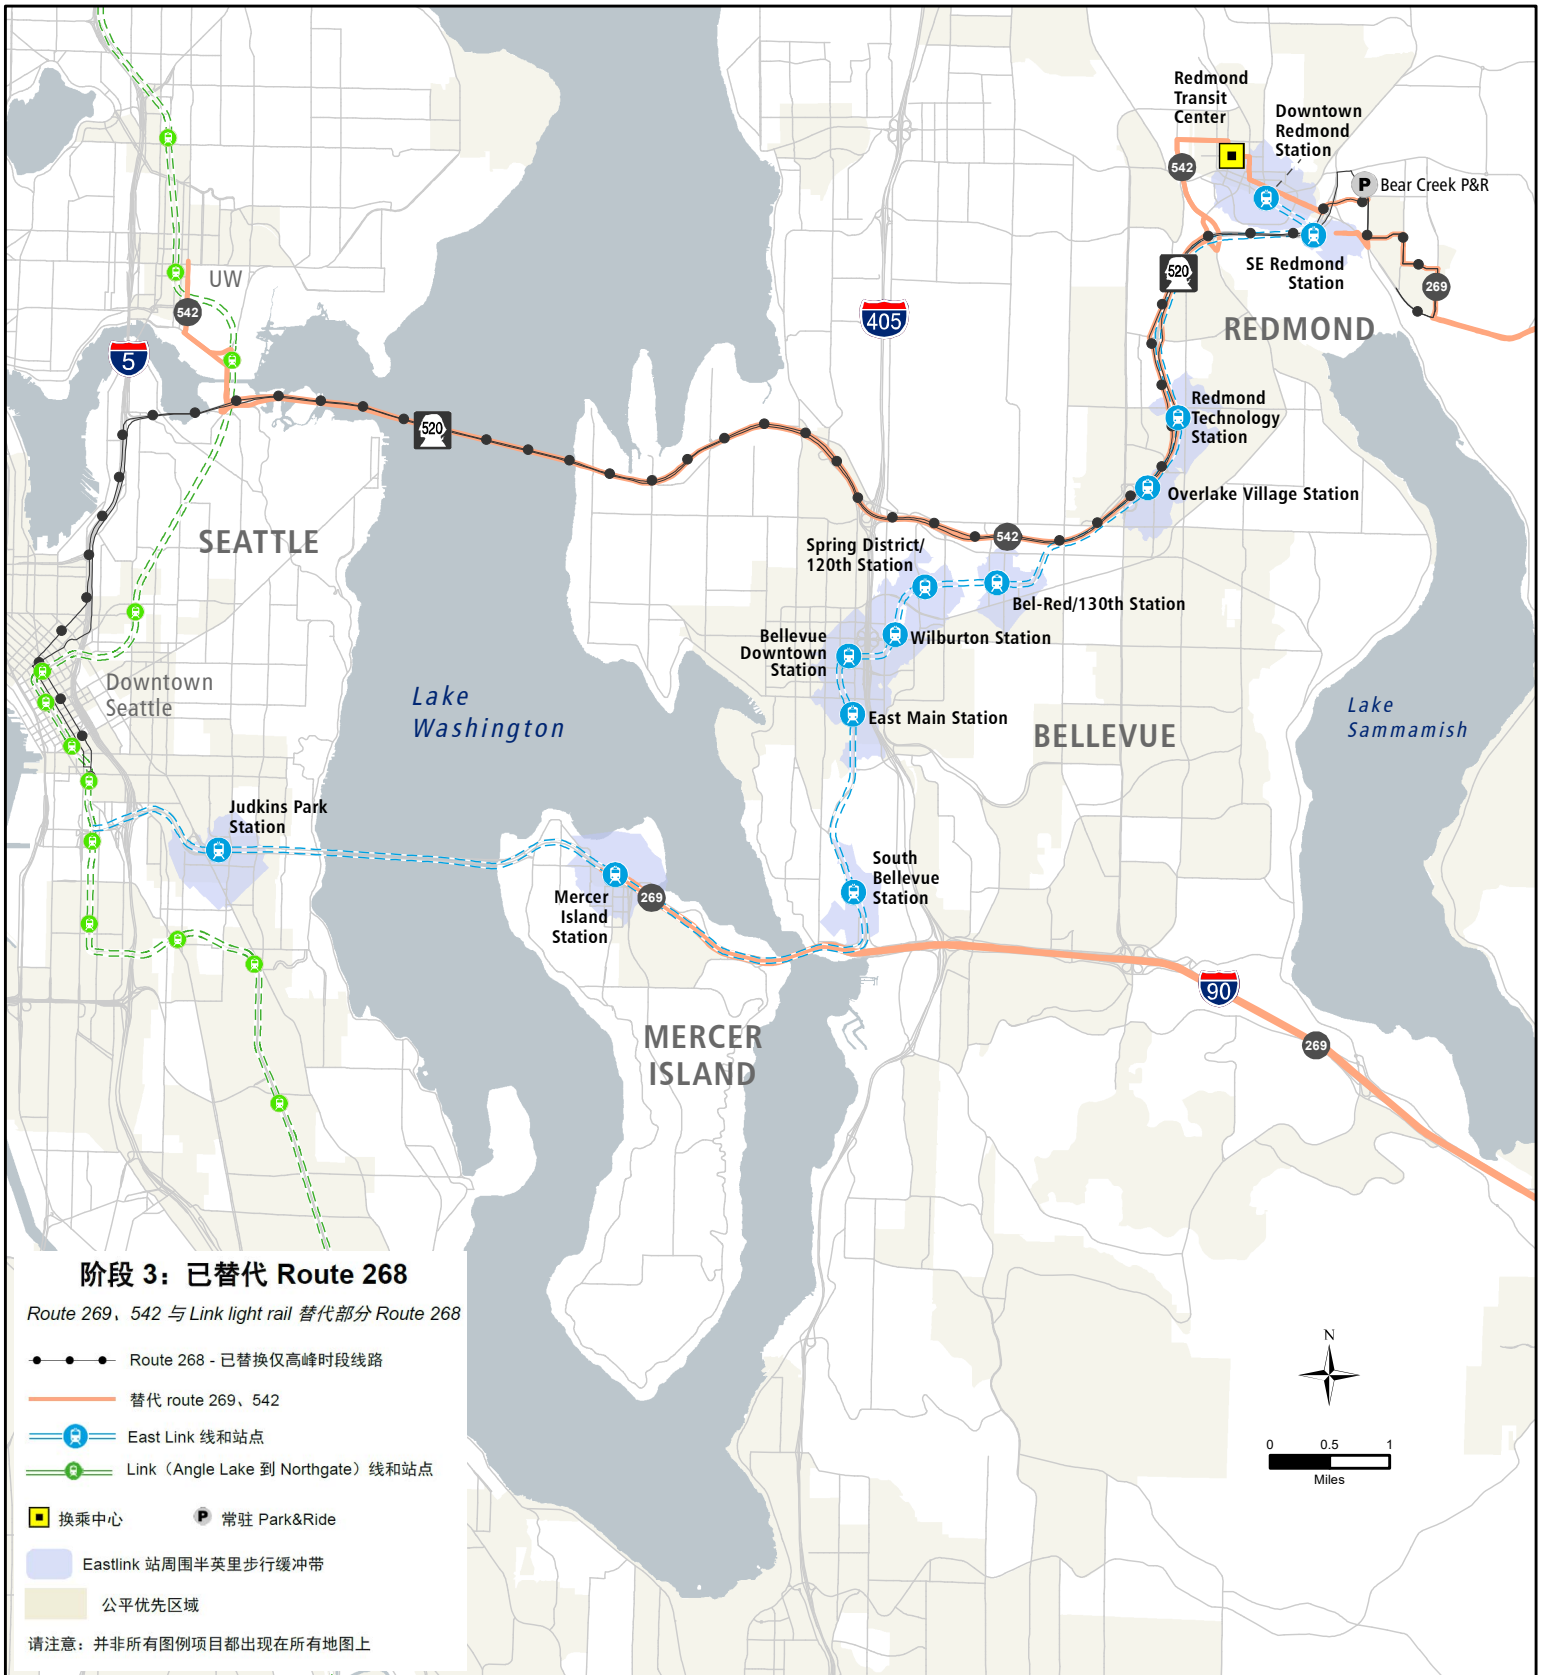 Redmond
Transit
Center
Downtown
Redmond
Station
542
P
Bear Creek P&R
UW
SE Redmond
Station
520
269
542
405
REDMOND
5
Redmond
Technology
Station
520
Overlake Village Station
SEATTLE
542
Spring District/
120th Station
Bel-Red/130th Station
Wilburton Station
Bellevue
Downtown
Station
Downtown
Seattle
Lake
Washington
East Main Station
BELLEVUE
Lake
Sammamish
Judkins Park
Station
South
Bellevue
Station
Mercer
Island
Station
269
90
MERCER
ISLAND
269
阶段 3：已替代 Route 268
Route 269、542 与 Link light rail 替代部分 Route 268
Route 268 - 已替换仅高峰时段线路
替代 route 269、542
East Link 线和站点
Link（Angle Lake 到 Northgate）线和站点
换乘中心
P 常驻 Park&Ride
Eastlink 站周围半英里步行缓冲带
公平优先区域
请注意：并非所有图例项目都出现在所有地图上
N
0 0.5 1
Miles